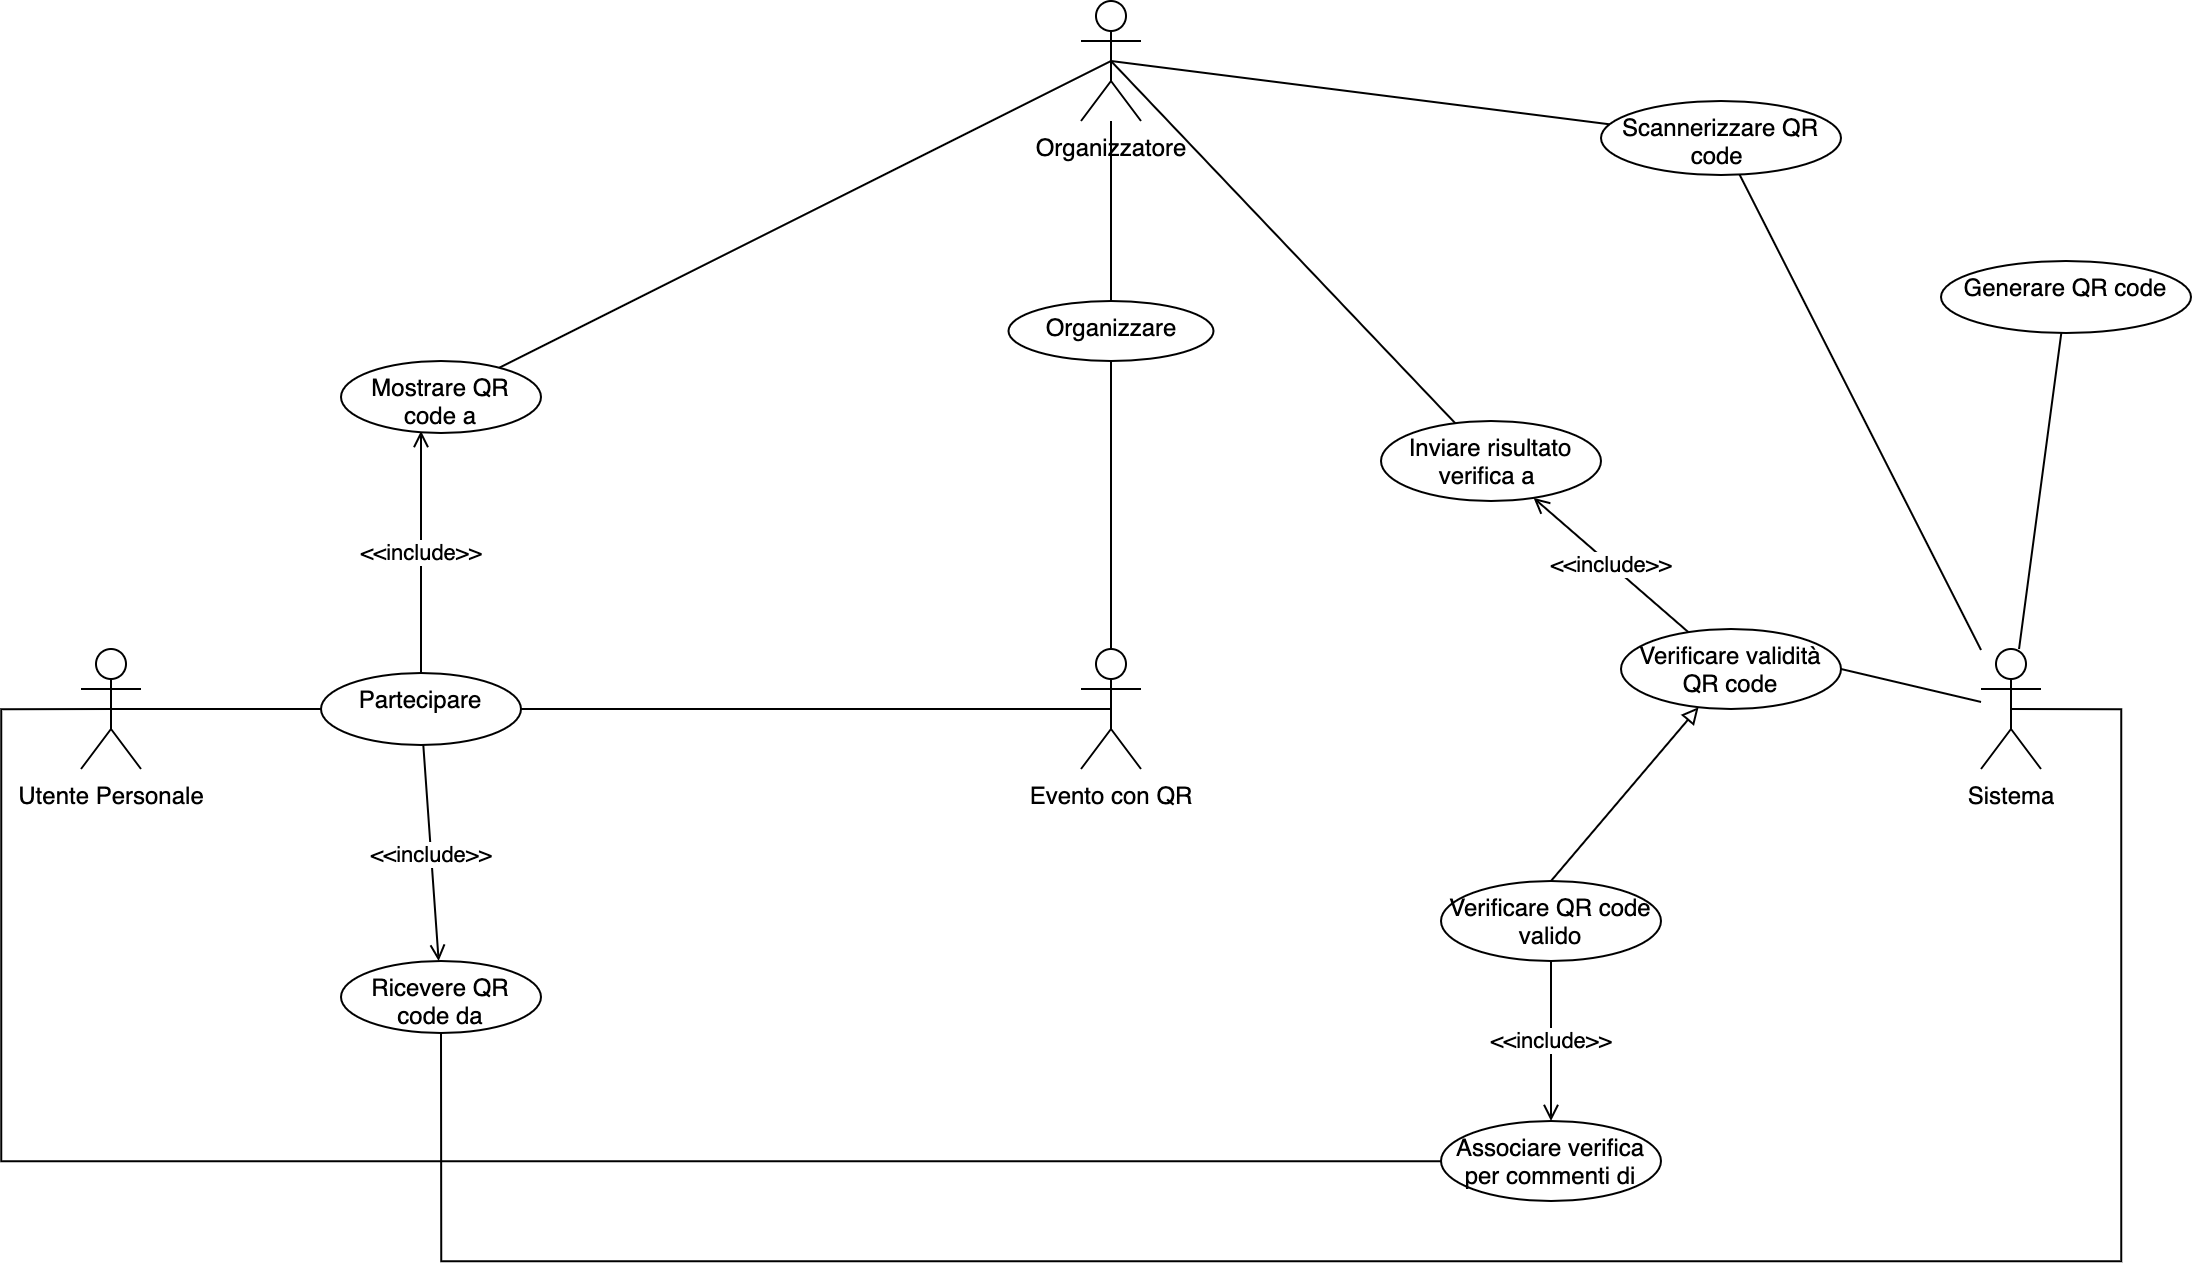 Organizzatore
Scannerizzare QR
code
Generare QR code
Organizzare
Mostrare QR
code a
Inviare risultato
verifica a
<<include>>
<<include>>
Verificare validità
QR code
Partecipare
Utente Personale
Evento con QR
Sistema
<<include>>
Verificare QR code
valido
Ricevere QR
code da
<<include>>
Associare verifica
per commenti di